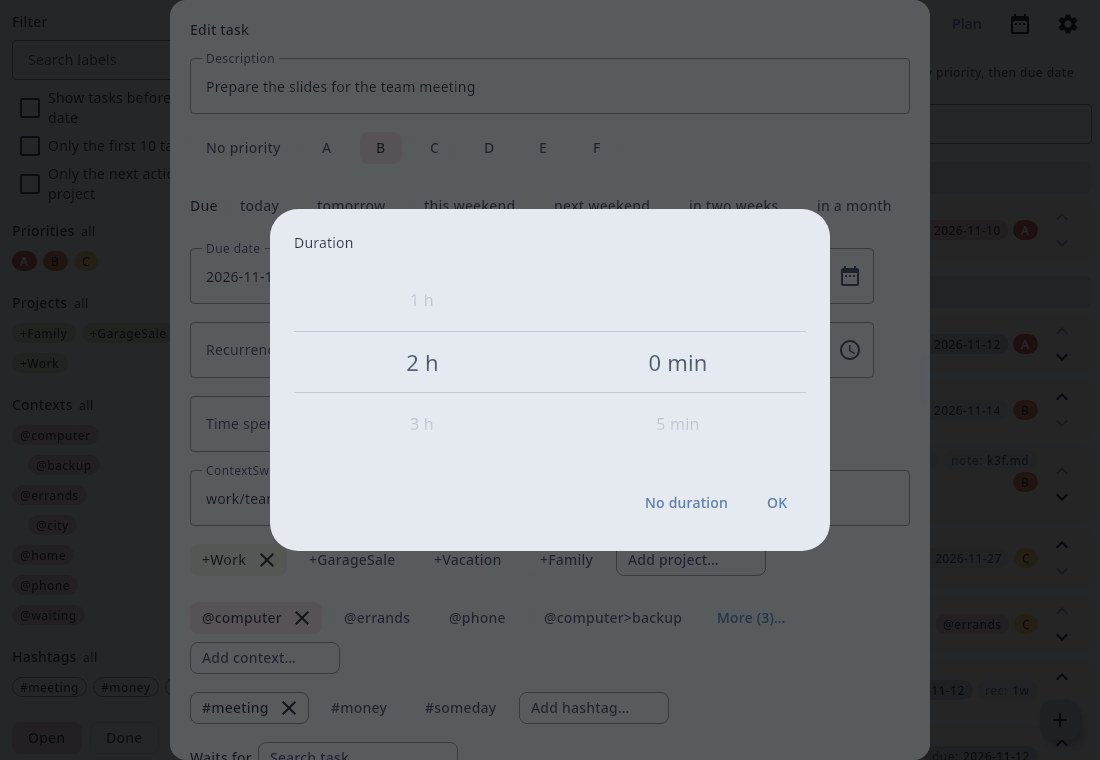 Filter
Search labels
Show tasks before
date
Only the first 10 ta
Only the next actio
project
Priorities all
A B C
Projects all
+Family +GarageSale
+Work
Contexts all
@computer
@backup
@errands
@city
@home
@phone
@waiting
Hashtags all
#meeting #money
Open Done
Edit task
Description
Prepare the slides for the team meeting
No priority A B C D E F
Due today tomorrow this weekend next weekend in two weeks in a month
Due date
2026-11-1
Recurrenc
Time spen
ContextSw
work/tear
+Work +GarageSale +Vacation +Family Add project...
@computer @errands @phone @computer>backup More (3)...
Add context...
#meeting #money #someday Add hashtag...
Waits for Search task
Duration
1 h
2 h 0 min
3 h 5 min
No duration OK
Plan
priority, then due date
2026-11-10 A
2026-11-12 A
2026-11-14 B
note: k3f.md
B
2026-11-27 C
@errands C
11-12 rec: 1w
due: 2026-11-12